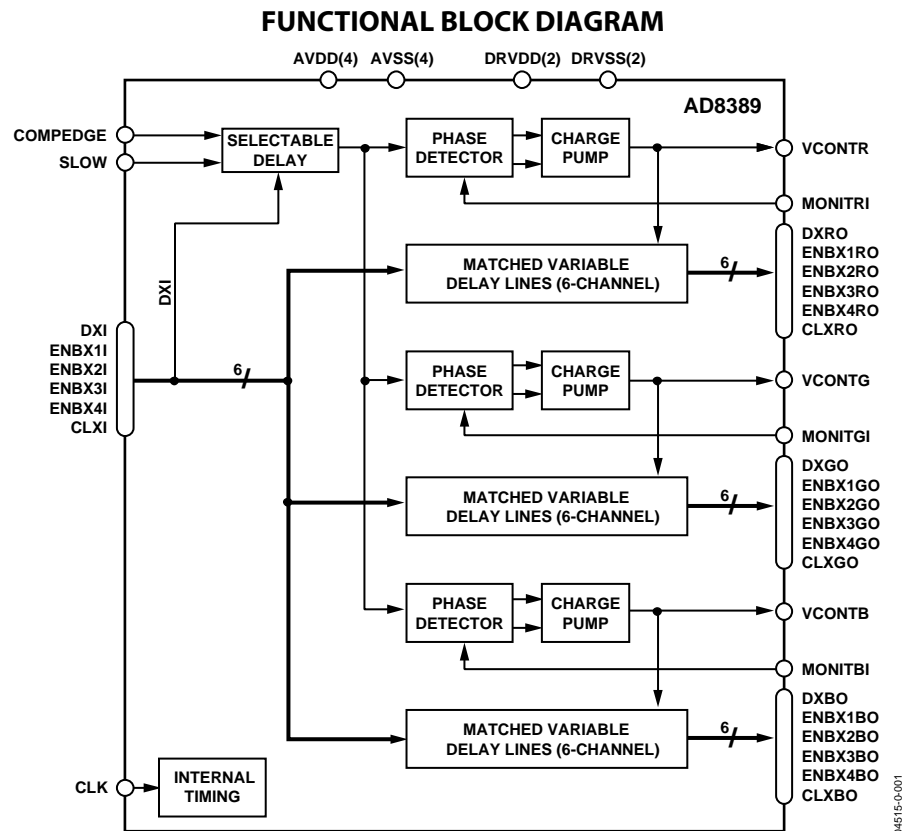 FUNCTIONAL BLOCK DIAGRAM
AVDD(4) AVSS(4) DRVDD(2) DRVSS(2)
AD8389
COMPEDGE
SLOW
SELECTABLE
DELAY
PHASE
DETECTOR
CHARGE
PUMP
VCONTR
MONITRI
DXI
MATCHED VARIABLE
DELAY LINES (6-CHANNEL)
6
DXRO
ENBX1RO
ENBX2RO
ENBX3RO
ENBX4RO
CLXRO
DXI
ENBX1I
ENBX2I
ENBX3I
ENBX4I
CLXI
6
PHASE
DETECTOR
CHARGE
PUMP
VCONTG
MONITGI
MATCHED VARIABLE
DELAY LINES (6-CHANNEL)
6
DXGO
ENBX1GO
ENBX2GO
ENBX3GO
ENBX4GO
CLXGO
PHASE
DETECTOR
CHARGE
PUMP
VCONTB
MONITBI
MATCHED VARIABLE
DELAY LINES (6-CHANNEL)
6
DXBO
ENBX1BO
ENBX2BO
ENBX3BO
ENBX4BO
CLXBO
CLK
INTERNAL
TIMING
04515-0-001